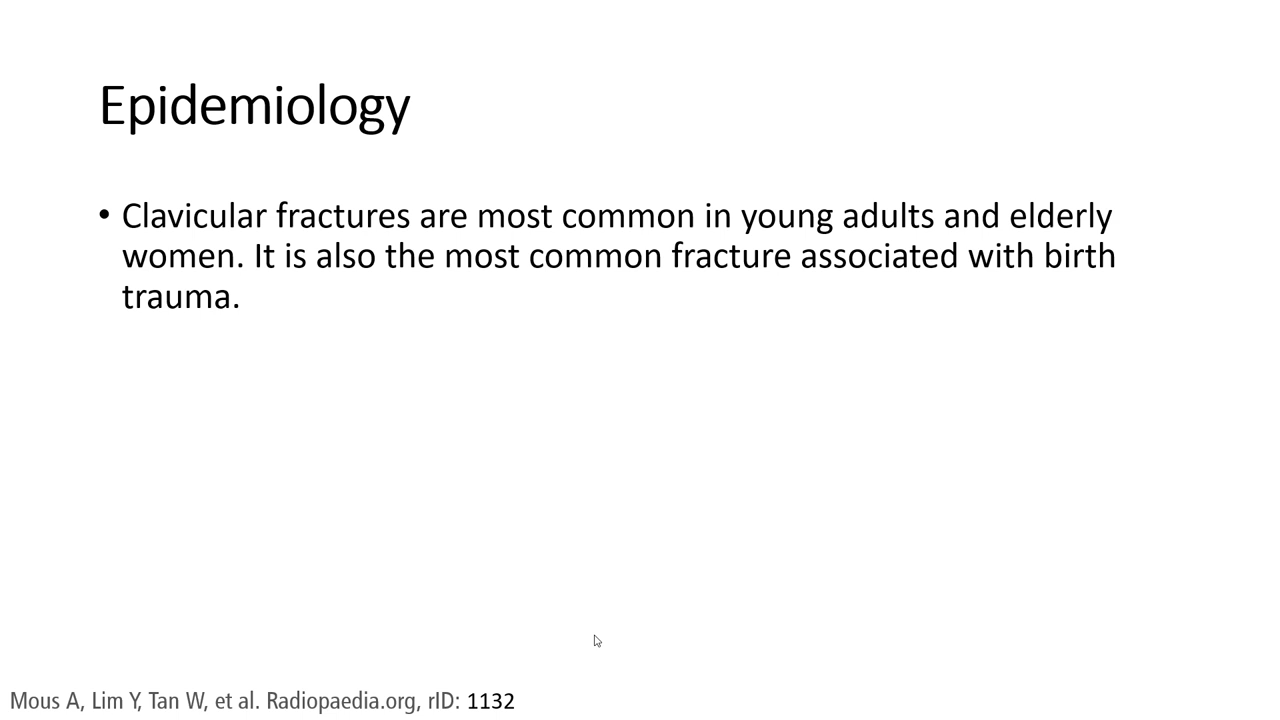 Epidemiology
• Clavicular fractures are most common in young adults and elderly
women. It is also the most common fracture associated with birth
trauma.
Mous A, Lim Y, Tan W, et al. Radiopaedia.org, rID: 1132